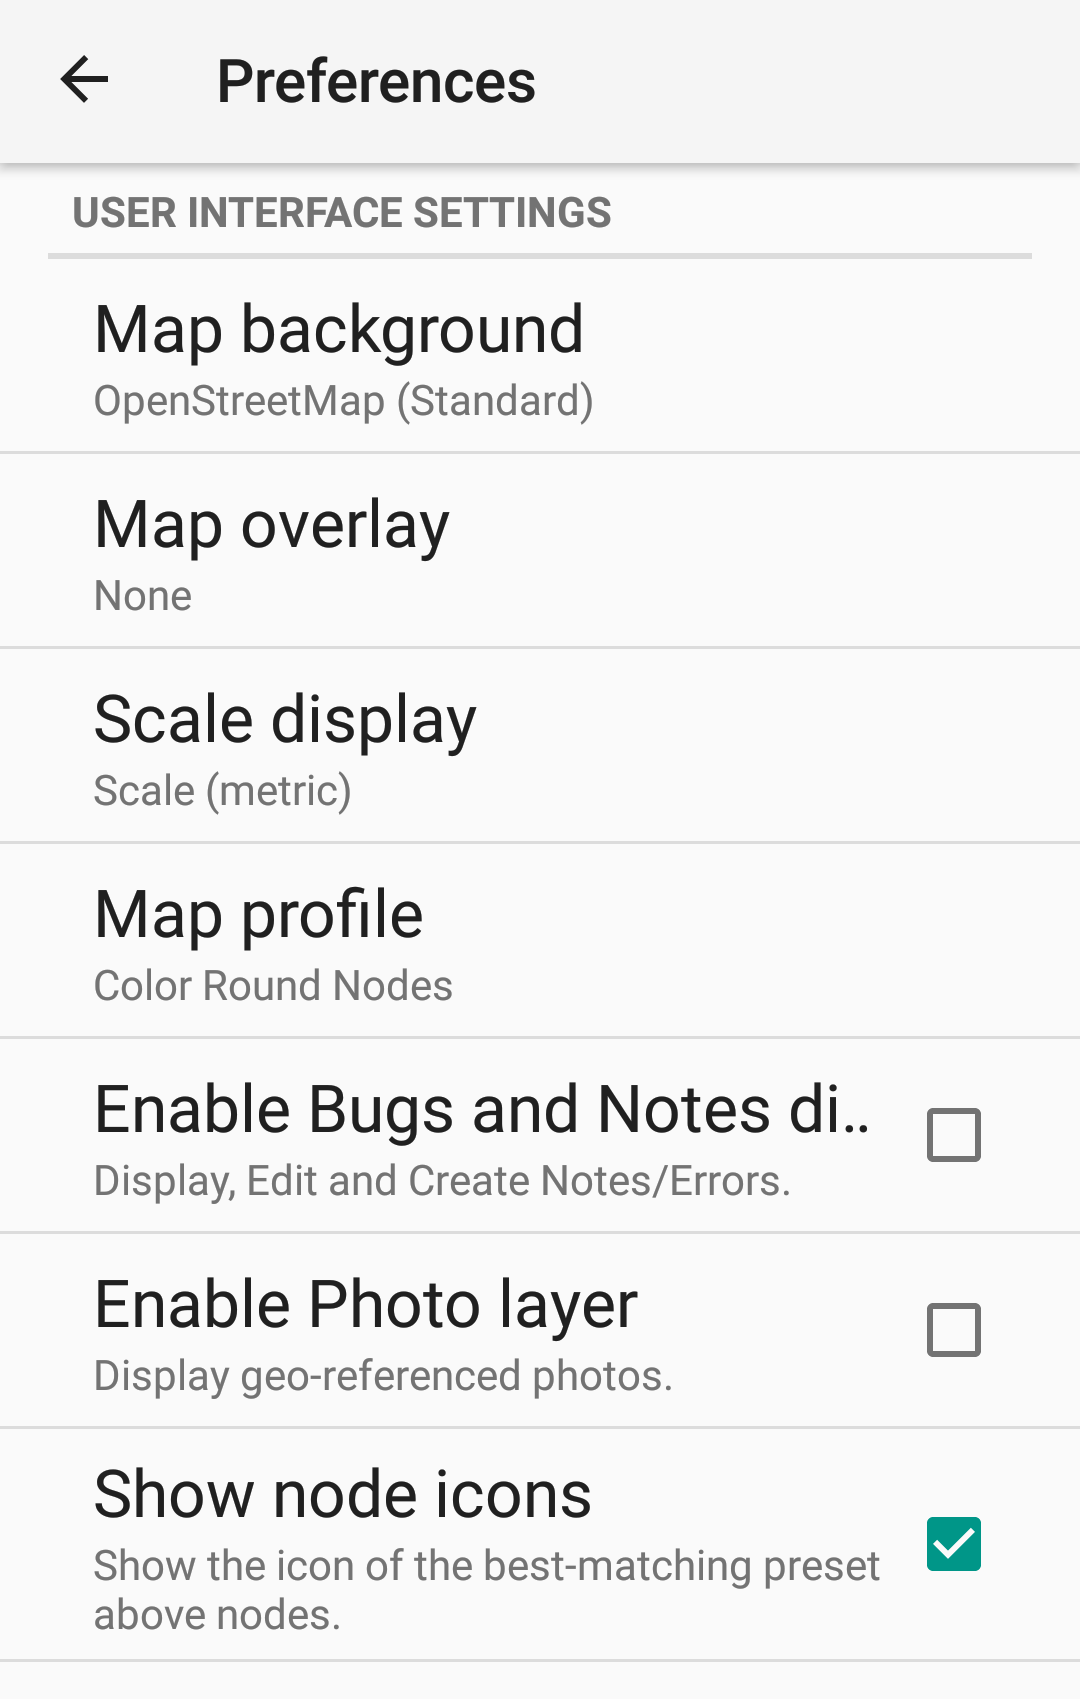 Preferences
USER INTERFACE SETTINGS
Map background
OpenStreetMap (Standard)
Map overlay
None
Scale display
Scale (metric)
Map profile
Color Round Nodes
Enable Bugs and Notes di..
Display, Edit and Create Notes/Errors.
Enable Photo layer
Display geo-referenced photos.
Show node icons
Show the icon of the best-matching preset
above nodes.